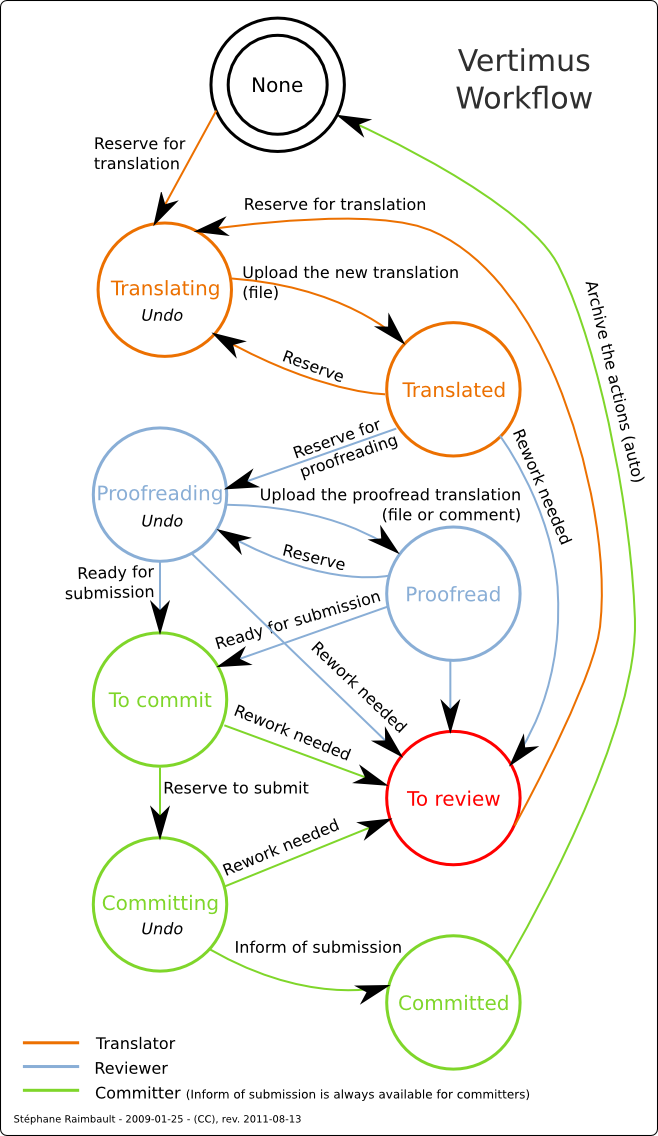 Vertimus
Workflow
None
Reserve for
translation
Reserve for translation
Translating
Undo
Upload the new translation
(file)
Archive the actions (auto)
Reserve
Translated
Reserve for
proofreading
Rework needed
Proofreading
Undo
Upload the proofread translation
(file or comment)
Reserve
Ready for
submission
Proofread
Ready for submission
Rework needed
To commit
Rework needed
Reserve to submit
To review
Rework needed
Committing
Undo
Inform of submission
Committed
Translator
Reviewer
Committer (Inform of submission is always available for committers)
Stéphane Raimbault - 2009-01-25 - (CC), rev. 2011-08-13